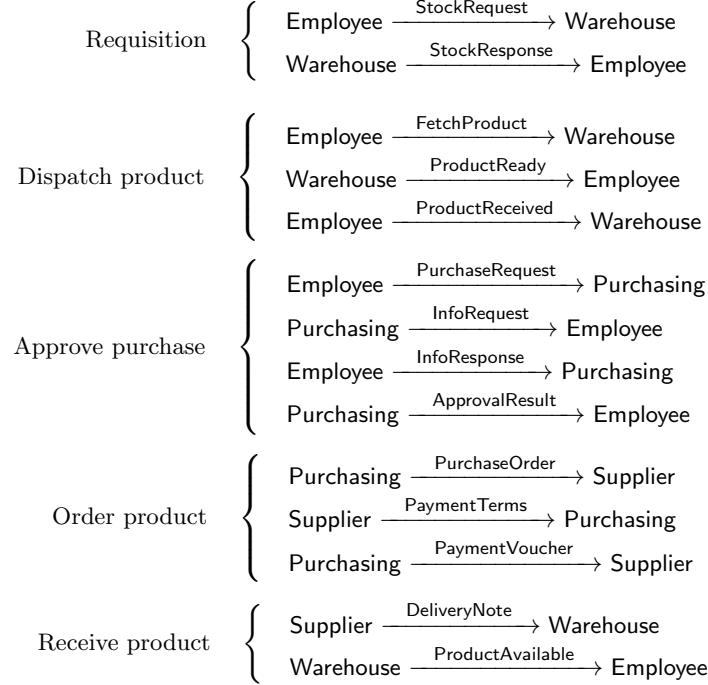 StockRequest
Employee → Warehouse
Requisition
StockResponse
Warehouse → Employee
FetchProduct
Employee → Warehouse
ProductReady
Dispatch product
Warehouse → Employee
ProductReceived
Employee → Warehouse
PurchaseRequest
Employee → Purchasing
InfoRequest
Purchasing → Employee
Approve purchase
InfoResponse
Employee → Purchasing
ApprovalResult
Purchasing → Employee
PurchaseOrder
Purchasing → Supplier
PaymentTerms
Order product
Supplier → Purchasing
PaymentVoucher
Purchasing → Supplier
DeliveryNote
Supplier → Warehouse
Receive product
ProductAvailable
Warehouse → Employee